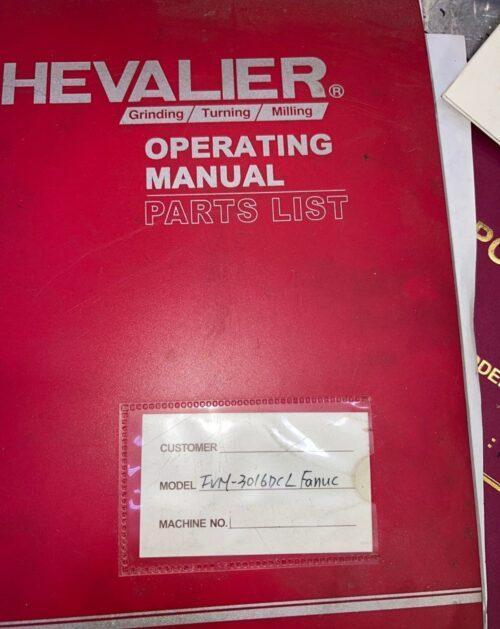 HEVALIER®
Grinding / Turning / Milling
OPERATING
MANUAL
PARTS LIST
CUSTOMER
MODEL FVM-3016DCL Fanuc
MACHINE NO.